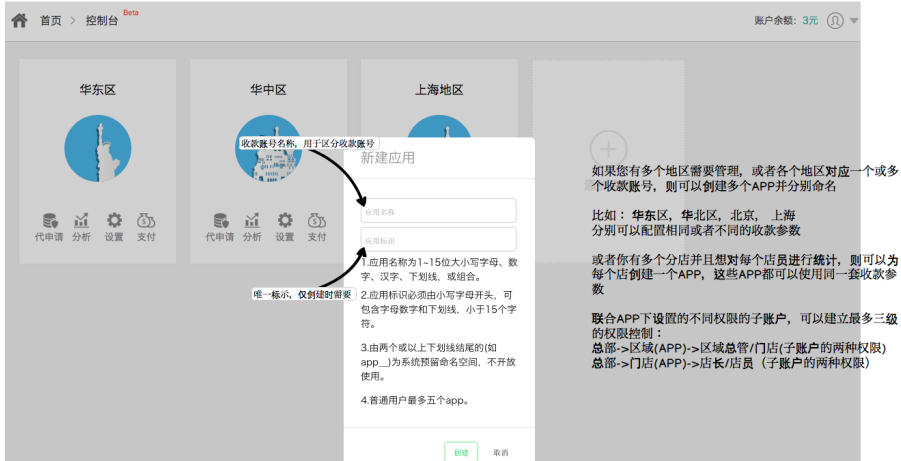 首页 > 控制台 Beta
账户余额: 3元
华东区
华中区
上海地区
代申请 分析 设置 支付
代申请 分析 设置 支付
收款账号名称，用于区分收款账号
新建应用
应用名称
应用标识
唯一标示，仅创建时需要
1.应用名称为1~15位大小写字母、数
字、汉字、下划线、或组合。
2.应用标识必须由小写字母开头，可
包含字母数字和下划线，小于15个字
符。
3.由两个或以上下划线结尾的(如
app__)为系统预留命名空间，不开放
使用。
4.普通用户最多五个app。
创建 取消
如果您有多个地区需要管理，或者各个地区对应一个或多
个收款账号，则可以创建多个APP并分别命名
比如：华东区，华北区，北京， 上海
分别可以配置相同或者不同的收款参数
或者你有多个分店并且想对每个店员进行统计，则可以为
每个店创建一个APP，这些APP都可以使用同一套收款参
数
联合APP下设置的不同权限的子账户，可以建立最多三级
的权限控制：
总部->区域(APP)->区域总管/门店(子账户的两种权限)
总部->门店(APP)->店长/店员（子账户的两种权限）